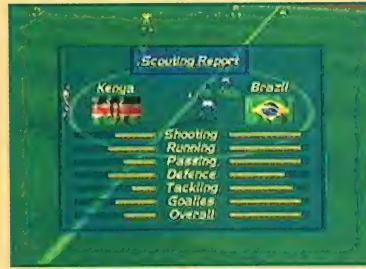 Scouting Report
Kenya Brazil
Shooting
Running
Passing
Defence
Tackling
Goalies
Overall